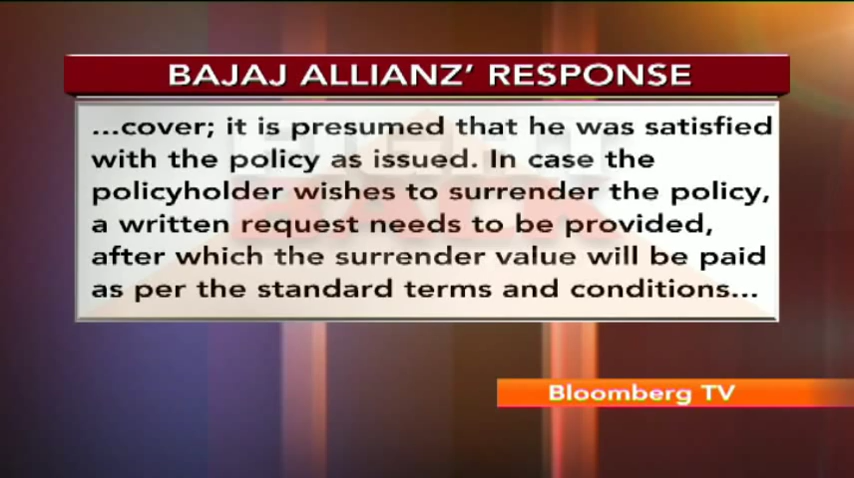 BAJAJ ALLIANZ' RESPONSE
...cover; it is presumed that he was satisfied
with the policy as issued. In case the
policyholder wishes to surrender the policy,
a written request needs to be provided,
after which the surrender value will be paid
as per the standard terms and conditions...
Bloomberg TV